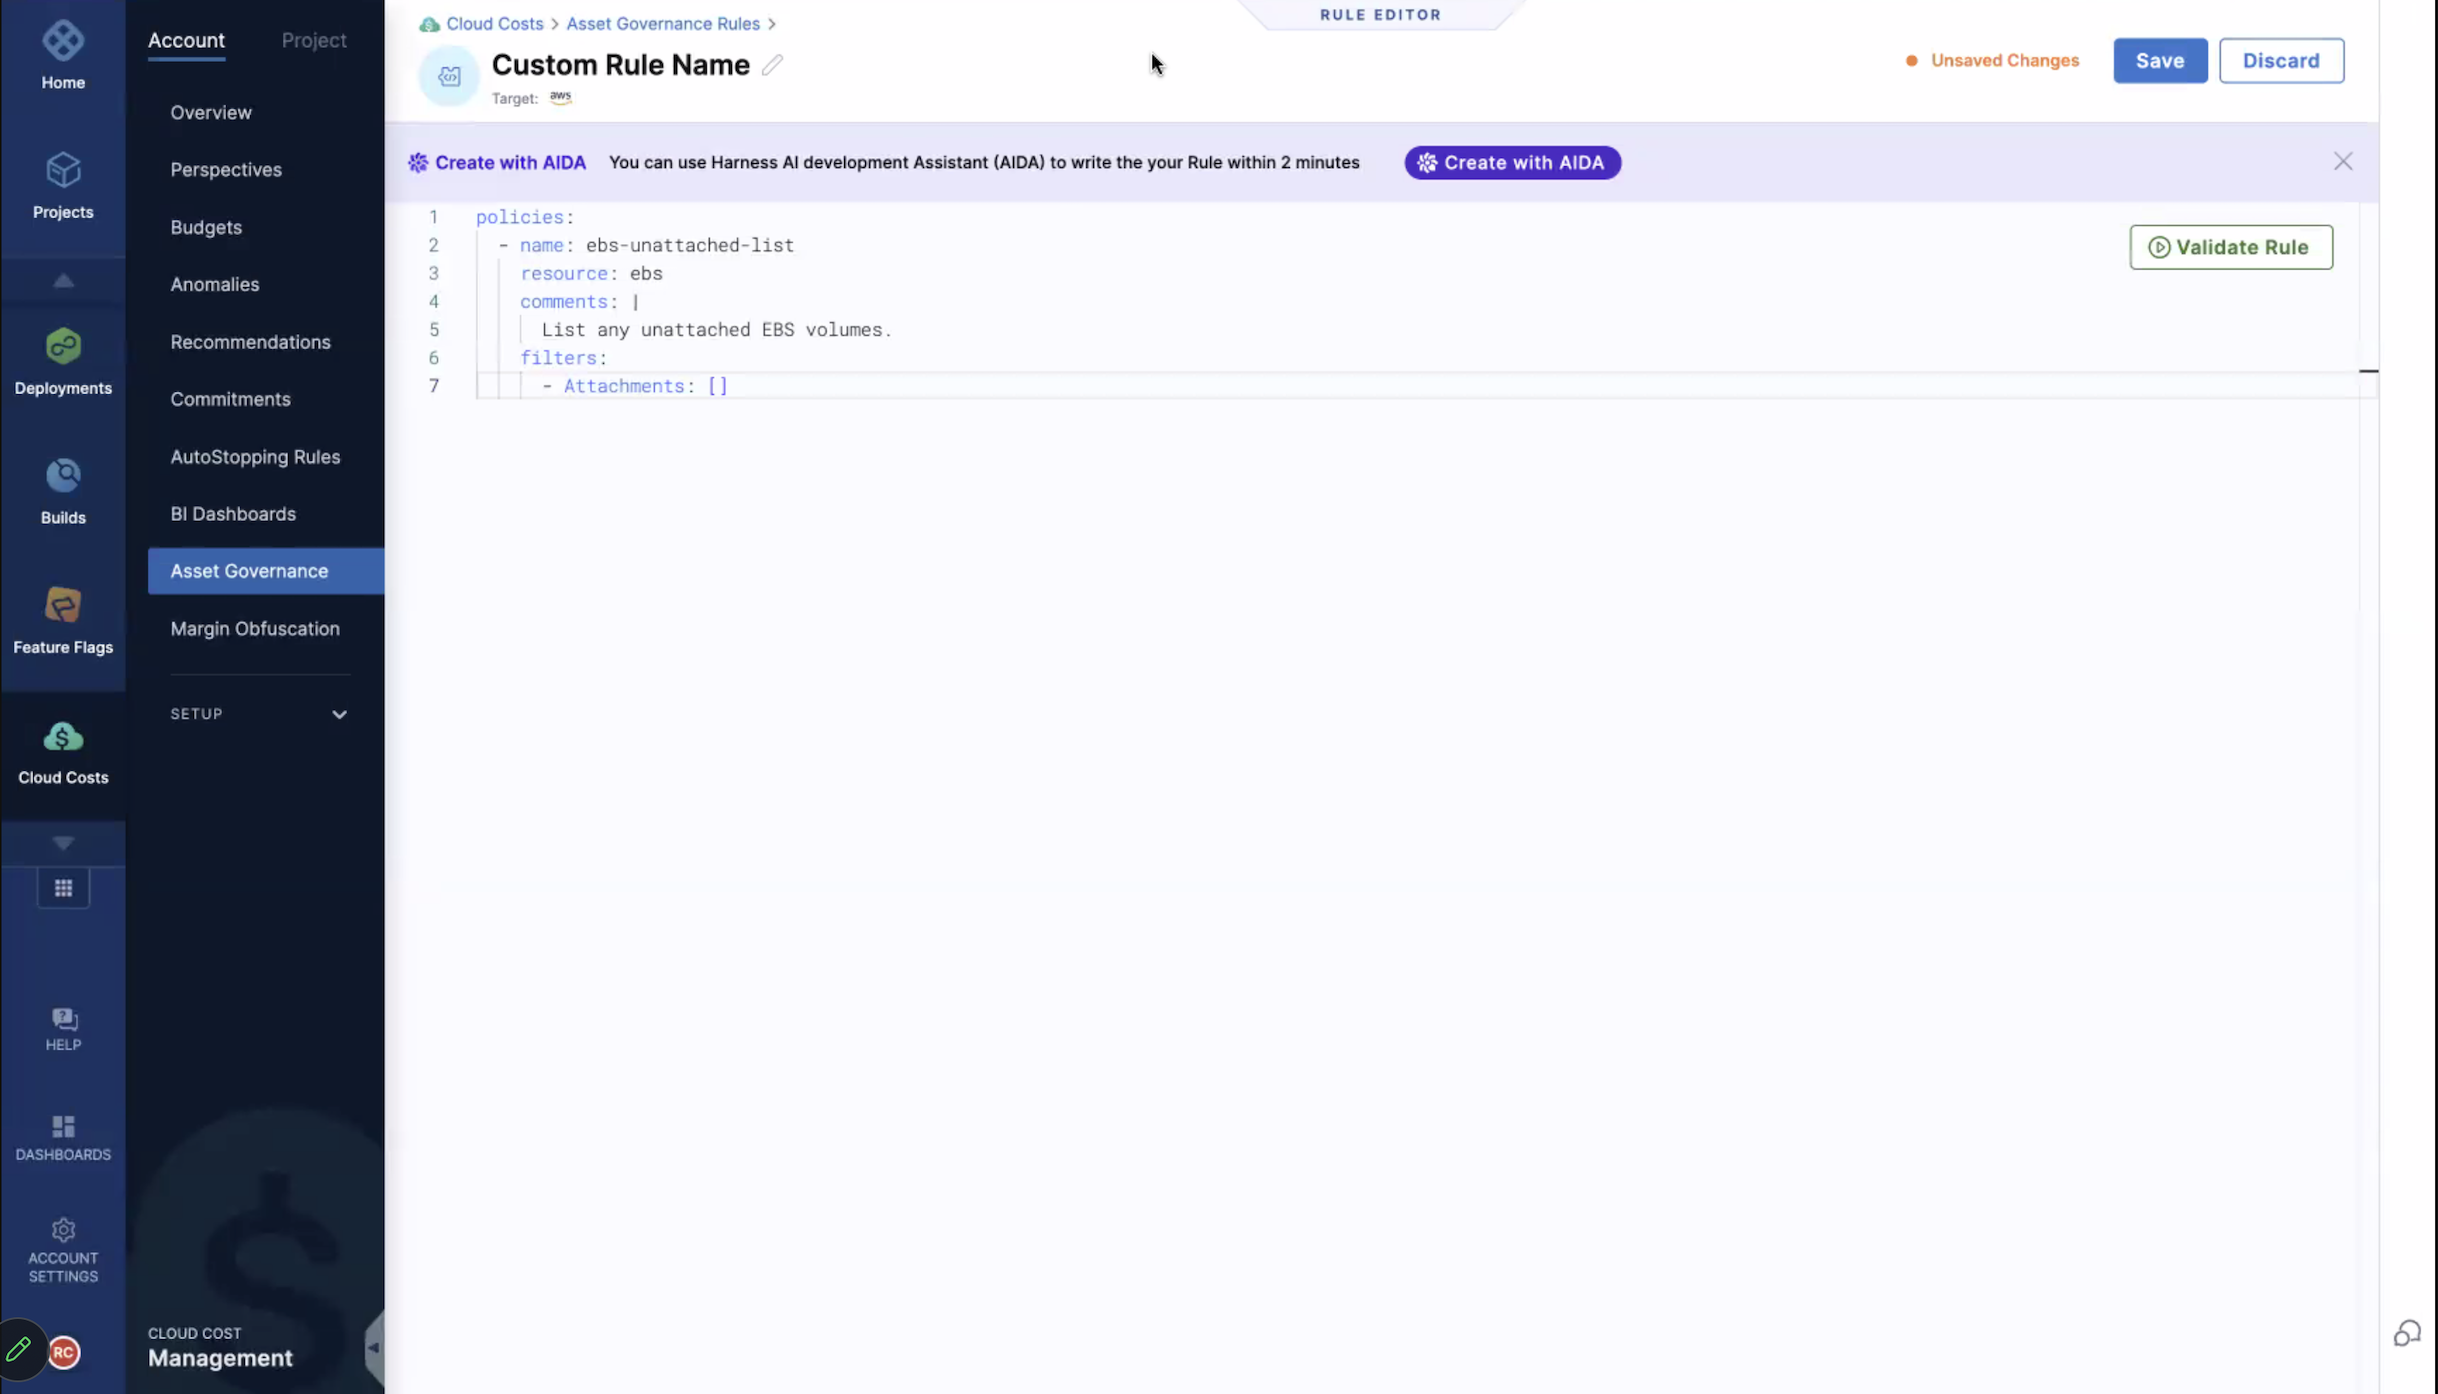 Home
Projects
Deployments
Builds
Feature Flags
Cloud Costs
HELP
DASHBOARDS
ACCOUNT
SETTINGS
RC
Account Project
Overview
Perspectives
Budgets
Anomalies
Recommendations
Commitments
AutoStopping Rules
BI Dashboards
Asset Governance
Margin Obfuscation
SETUP
CLOUD COST
Management
RULE EDITOR
Cloud Costs > Asset Governance Rules >
Custom Rule Name
Target: aws
Unsaved Changes Save Discard
Create with AIDA You can use Harness AI development Assistant (AIDA) to write the your Rule within 2 minutes Create with AIDA
Validate Rule
1 policies:
2 - name: ebs-unattached-list
3 resource: ebs
4 comments: |
5 List any unattached EBS volumes.
6 filters:
7 - Attachments: []